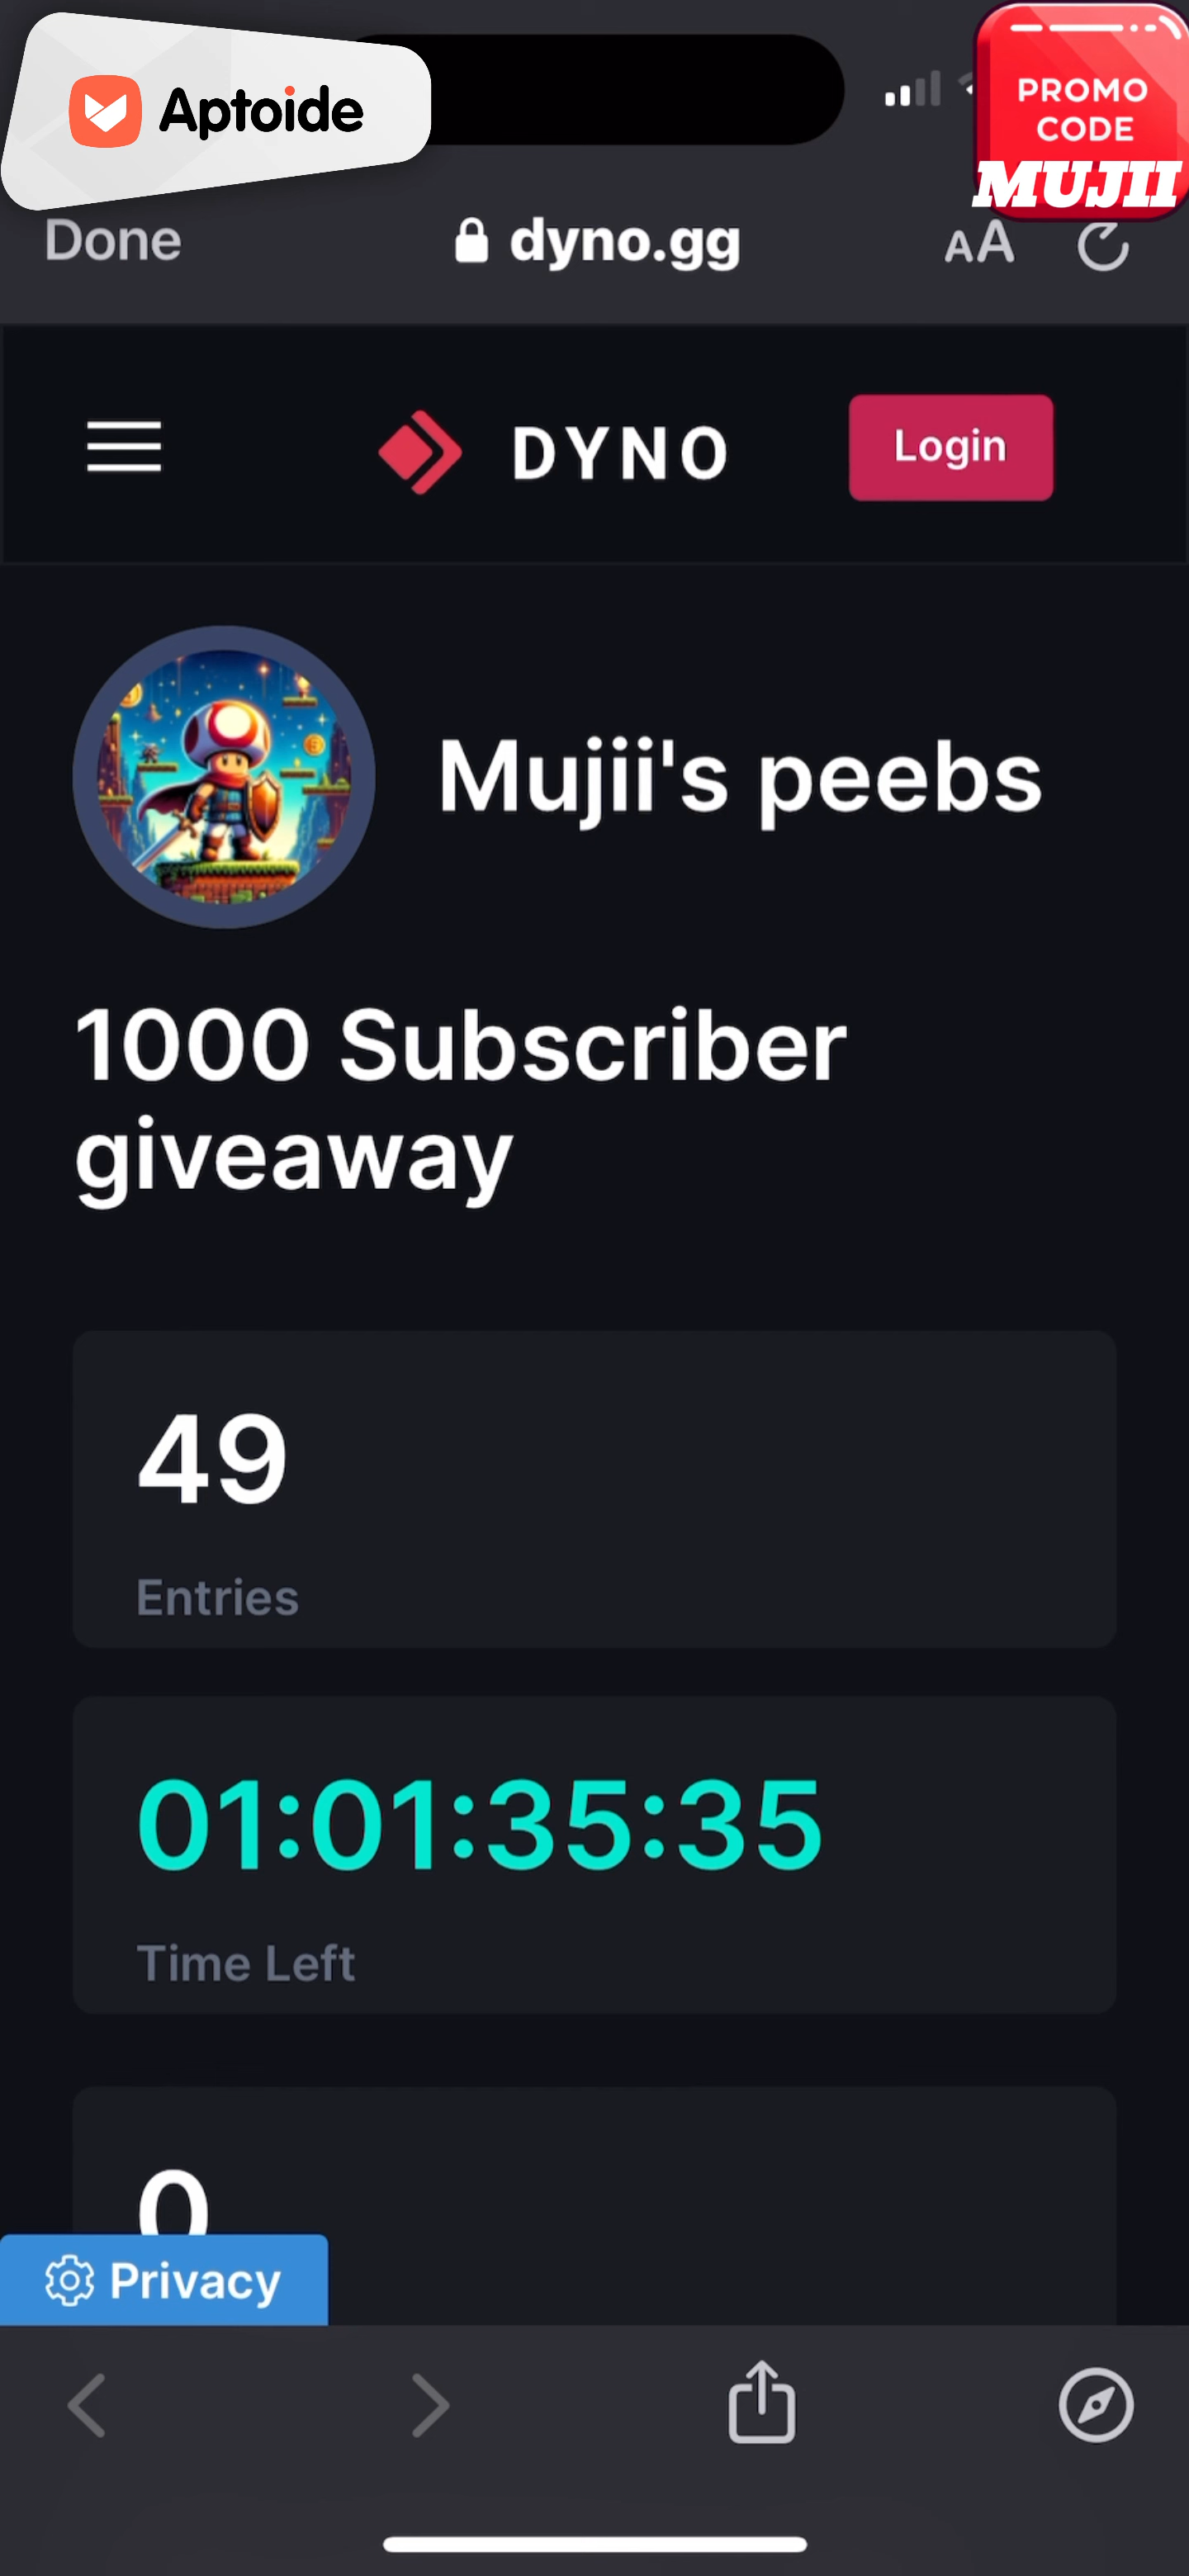 Aptoide
PROMO
CODE
MUJII
Done
dyno.gg
AA
DYNO
Login
Mujii's peebs
1000 Subscriber
giveaway
49
Entries
01:01:35:35
Time Left
0
Privacy